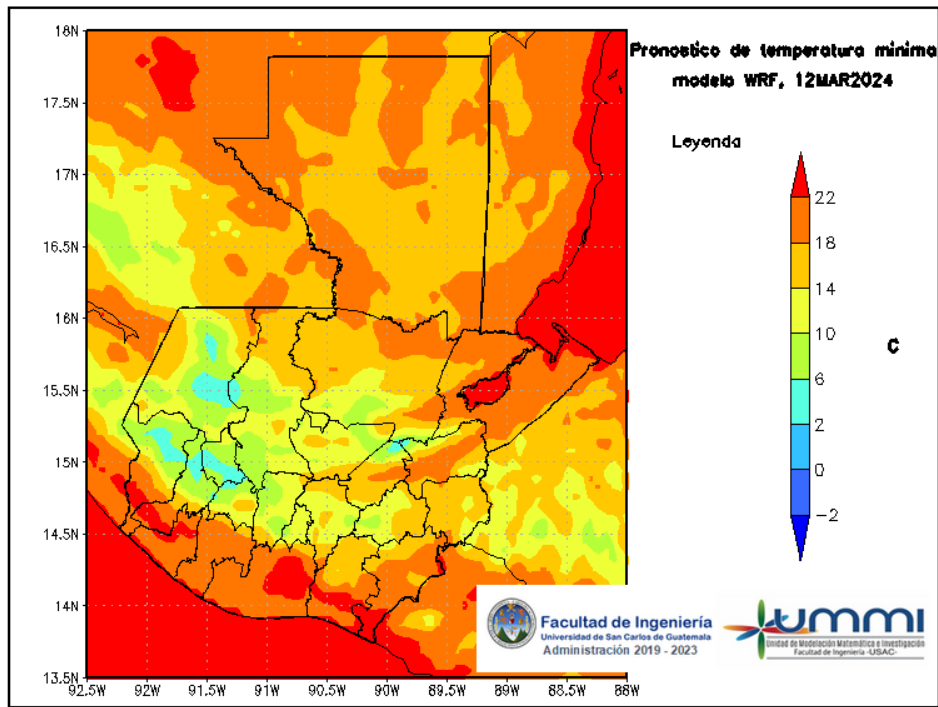 Pronostico de temperatura minima
modelo WRF, 12MAR2024
Leyenda
18N
17.5N
17N
16.5N
16N
15.5N
15N
14.5N
14N
13.5N
92.5W 92W 91.5W 91W 90.5W 90W 89.5W 89W 88.5W 88W
22
18
14
10
6
2
0
-2
C
Facultad de Ingeniería
Universidad de San Carlos de Guatemala
Administración 2019 - 2023
ummi
Unidad de Modelación Matemática e Investigación
Facultad de Ingeniería -USAC-